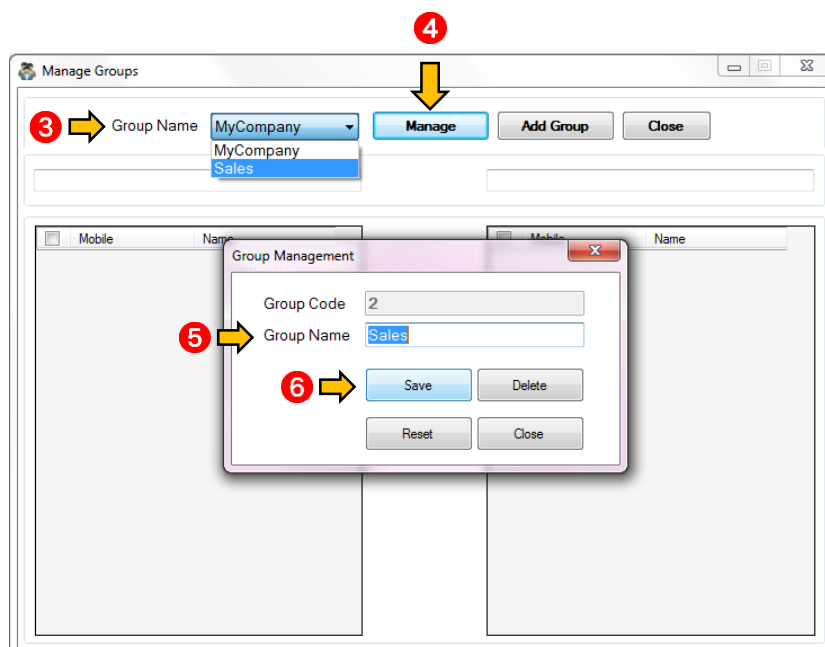 4
Manage Groups
3 Group Name MyCompany Manage Add Group Close
MyCompany
Sales
Mobile Name Mobile Name
Group Management
Group Code 2
5 Group Name Sales
6 Save Delete
Reset Close